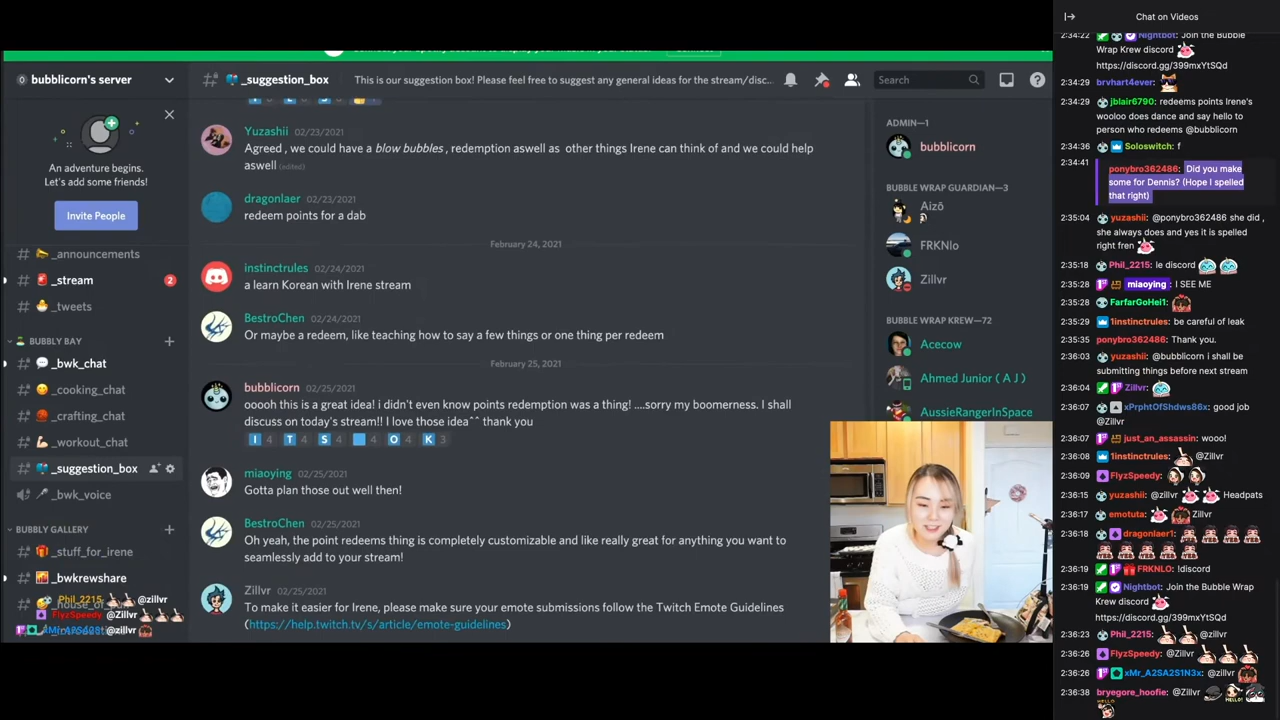 bubblicorn's server
_suggestion_box
This is our suggestion box! Please feel free to suggest any general ideas for the stream/disc...
Search
An adventure begins.
Let's add some friends!
Invite People
_announcements
_stream
2
_tweets
BUBBLY BAY
_bwk_chat
_cooking_chat
_crafting_chat
_workout_chat
_suggestion_box
_bwk_voice
BUBBLY GALLERY
_stuff_for_irene
_bwkrewshare
Phil_2215: @zillvr
FlyzSpeedy: @Zillvr
Yuzashii 02/23/2021
Agreed , we could have a blow bubbles , redemption aswell as other things Irene can think of and we could help
aswell (edited)
dragonlaer 02/23/2021
redeem points for a dab
February 24, 2021
instinctrules 02/24/2021
a learn Korean with Irene stream
BestroChen 02/24/2021
Or maybe a redeem, like teaching how to say a few things or one thing per redeem
February 25, 2021
bubblicorn 02/25/2021
ooooh this is a great idea! i didn't even know points redemption was a thing! ....sorry my boomerness. I shall
discuss on today's stream!! I love those idea^^ thank you
I 4 T 4 S 4 4 O 4 K 3
miaoying 02/25/2021
Gotta plan those out well then!
BestroChen 02/25/2021
Oh yeah, the point redeems thing is completely customizable and like really great for anything you want to
seamlessly add to your stream!
Zillvr 02/25/2021
To make it easier for Irene, please make sure your emote submissions follow the Twitch Emote Guidelines
(https://help.twitch.tv/s/article/emote-guidelines)
ADMIN—1
bubblicorn
BUBBLE WRAP GUARDIAN—3
Aizō
FRKNlo
Zillvr
BUBBLE WRAP KREW—72
Acecow
Ahmed Junior ( A J )
AussieRangerInSpace
Chat on Videos
2:34:22 Nightbot: Join the Bubble
Wrap Krew discord
https://discord.gg/399mxYtSQd
2:34:29 brvhart4ever:
2:34:29 jblair6790: redeems points Irene's
wooloo does dance and say hello to
person who redeems @bubblicorn
2:34:36 Soloswitch: f
2:34:41 ponybro362486: Did you make
some for Dennis? (Hope I spelled
that right)
2:35:04 yuzashii: @ponybro362486 she did ,
she always does and yes it is spelled
right fren
2:35:18 Phil_2215: le discord
2:35:28 miaoying: I SEE ME
2:35:28 FarfarGoHei1:
2:35:29 1instinctrules: be careful of leak
2:35:35 ponybro362486: Thank you.
2:36:03 yuzashii: @bubblicorn i shall be
submitting things before next stream
2:36:04 Zillvr:
2:36:07 xPrphtOfShdws86x: good job
@Zillvr
2:36:07 just_an_assassin: wooo!
2:36:08 1instinctrules: @Zillvr
2:36:09 FlyzSpeedy:
2:36:15 yuzashii: @zillvr Headpats
2:36:17 emotuta: Zillvr
2:36:18 dragonlaer1:
2:36:19 FRKNLO: !discord
2:36:19 Nightbot: Join the Bubble Wrap
Krew discord
https://discord.gg/399mxYtSQd
2:36:23 Phil_2215: @zillvr
2:36:26 FlyzSpeedy: @Zillvr
2:36:26 xMr_A2SA2S1N3x: @zillvr
2:36:38 bryegore_hoofie: @Zillvr HELLO!
HELLO